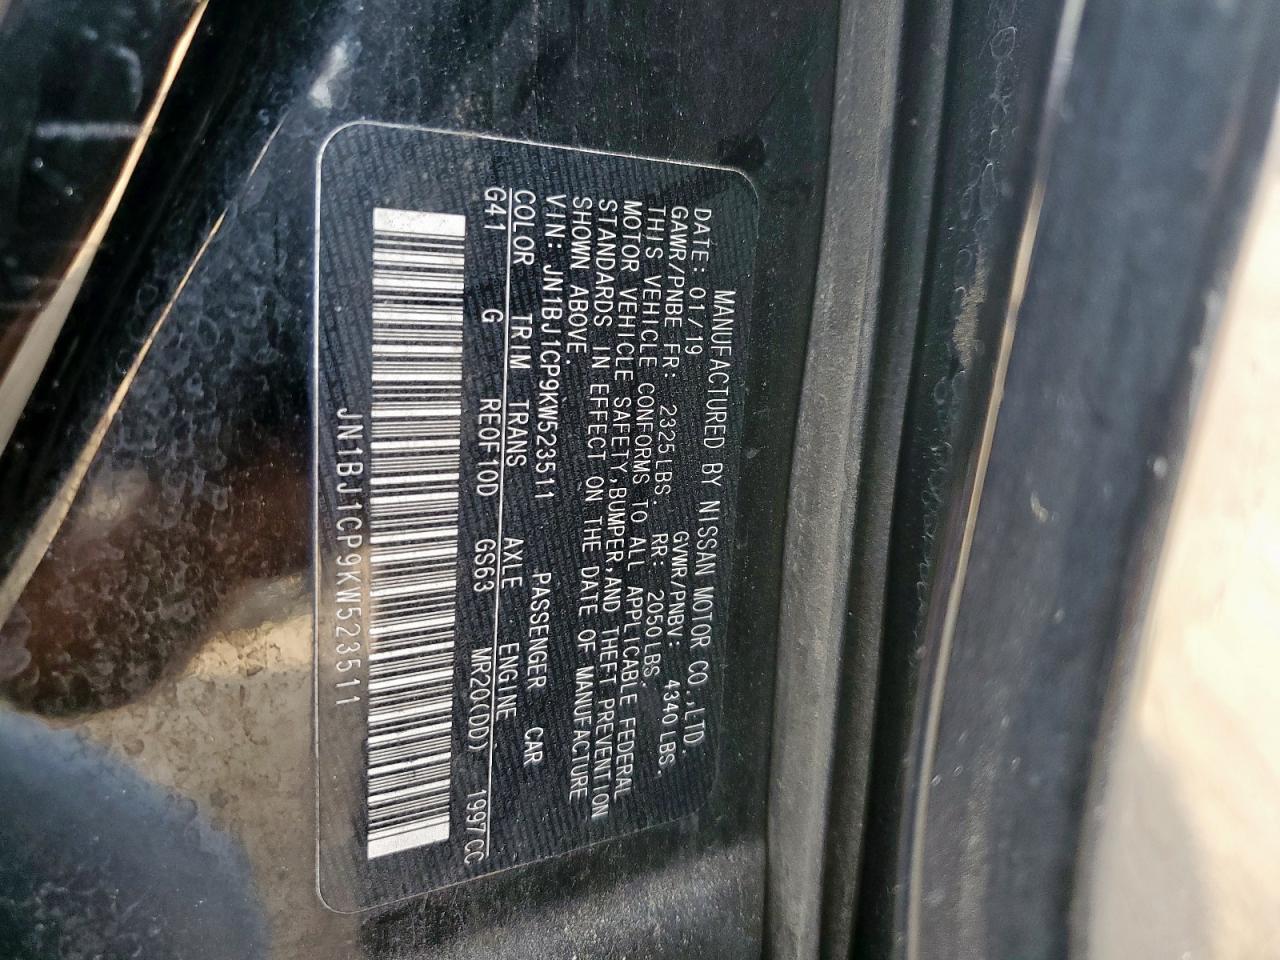 MANUFACTURED BY NISSAN MOTOR CO.,LTD.
DATE: 01/19 GVWR/PNBV: 4340 LBS.
GAWR/PNBE FR: 2325 LBS. RR: 2050 LBS.
THIS VEHICLE CONFORMS TO ALL APPLICABLE FEDERAL
MOTOR VEHICLE SAFETY,BUMPER,AND THEFT PREVENTION
STANDARDS IN EFFECT ON THE DATE OF MANUFACTURE
SHOWN ABOVE.
VIN: JN1BJ1CP9KW523511 PASSENGER CAR
COLOR TRIM TRANS AXLE ENGINE
G41 G RE0F10D GS63 MR20(DD) 1997CC
JN1BJ1CP9KW523511